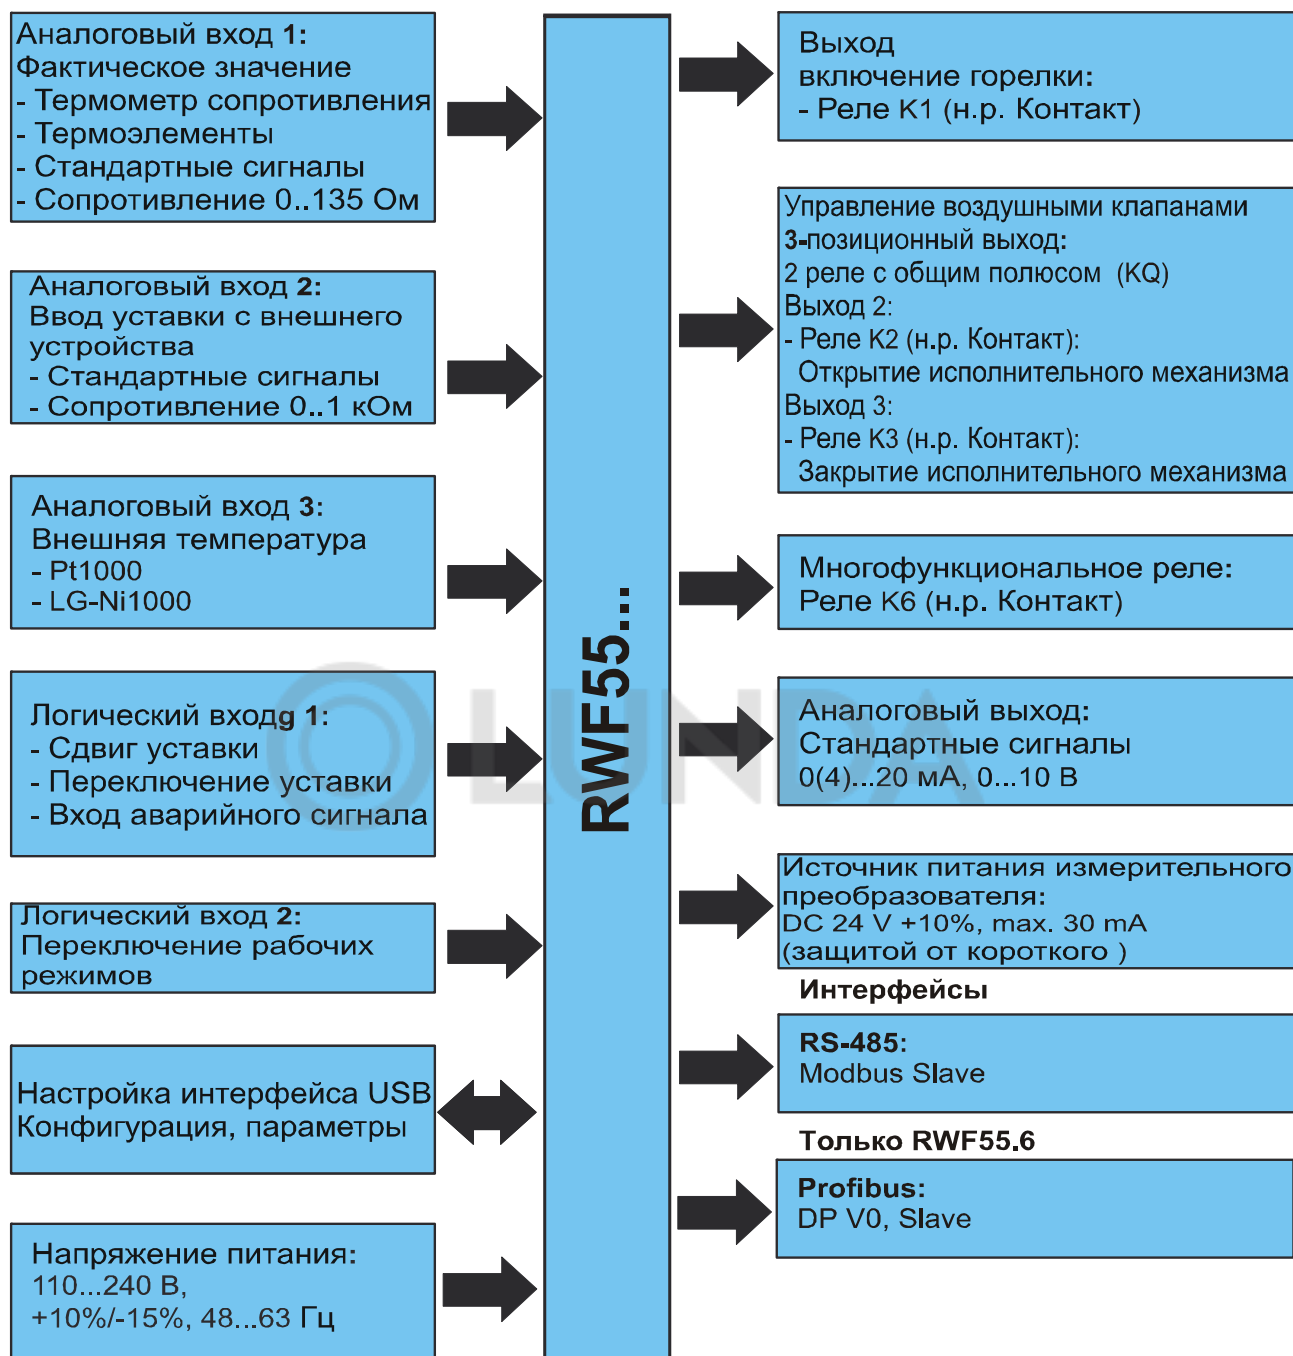 Аналоговый вход 1:
Фактическое значение
- Термометр сопротивления
- Термоэлементы
- Стандартные сигналы
- Сопротивление 0..135 Ом
Аналоговый вход 2:
Ввод уставки с внешнего
устройства
- Стандартные сигналы
- Сопротивление 0..1 кОм
Аналоговый вход 3:
Внешняя температура
- Pt1000
- LG-Ni1000
Логический входg 1:
- Сдвиг уставки
- Переключение уставки
- Вход аварийного сигнала
Логический вход 2:
Переключение рабочих
режимов
Настройка интерфейса USB
Конфигурация, параметры
Напряжение питания:
110...240 В,
+10%/-15%, 48...63 Гц
RWF55...
Выход
включение горелки:
- Реле К1 (н.р. Контакт)
Управление воздушными клапанами
3-позиционный выход:
2 реле с общим полюсом (KQ)
Выход 2:
- Реле К2 (н.р. Контакт):
Открытие исполнительного механизма
Выход 3:
- Реле К3 (н.р. Контакт):
Закрытие исполнительного механизма
Многофункциональное реле:
Реле К6 (н.р. Контакт)
Аналоговый выход:
Стандартные сигналы
0(4)...20 мА, 0...10 В
Источник питания измерительного
преобразователя:
DC 24 V +10%, max. 30 mA
(защитой от короткого )
Интерфейсы
RS-485:
Modbus Slave
Только RWF55.6
Profibus:
DP V0, Slave
LUNDA